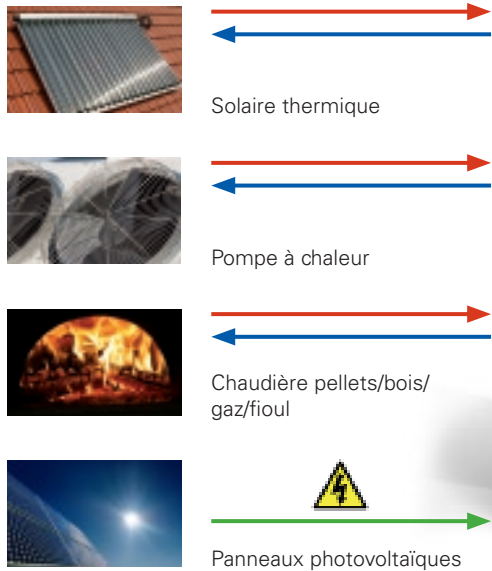 Solaire thermique
Pompe à chaleur
Chaudière pellets/bois/
gaz/fioul
Panneaux photovoltaïques